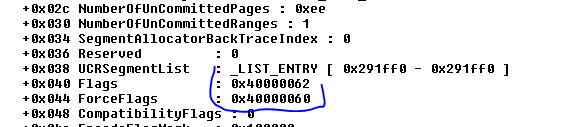 +0x02c NumberOfUnCommittedPages : 0xee
+0x030 NumberOfUnCommittedRanges : 1
+0x034 SegmentAllocatorBackTraceIndex : 0
+0x036 Reserved : 0
+0x038 UCRSegmentList : _LIST_ENTRY [ 0x291ff0 - 0x291ff0 ]
+0x040 Flags : 0x40000062
+0x044 ForceFlags : 0x40000060
+0x048 CompatibilityFlags : 0